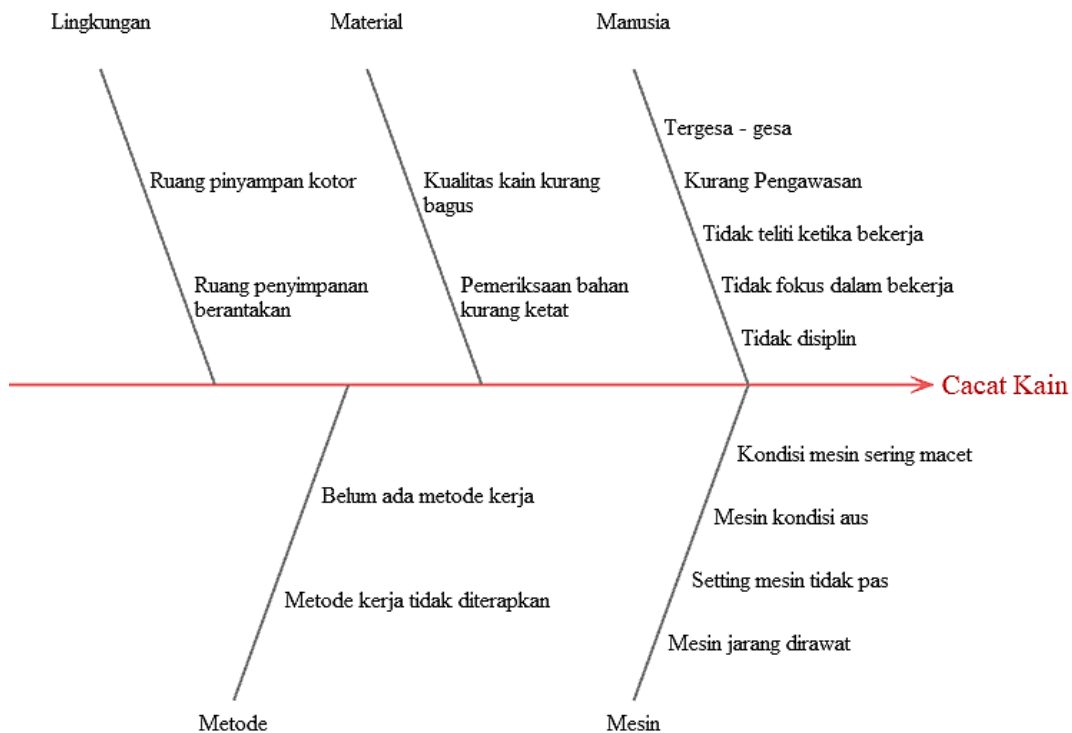 Lingkungan
Material
Manusia
Tergesa - gesa
Ruang pinyampan kotor
Kualitas kain kurang
bagus
Kurang Pengawasan
Tidak teliti ketika bekerja
Ruang penyimpanan
berantakan
Pemeriksaan bahan
kurang ketat
Tidak fokus dalam bekerja
Tidak disiplin
Cacat Kain
Kondisi mesin sering macet
Belum ada metode kerja
Mesin kondisi aus
Setting mesin tidak pas
Metode kerja tidak diterapkan
Mesin jarang dirawat
Metode
Mesin